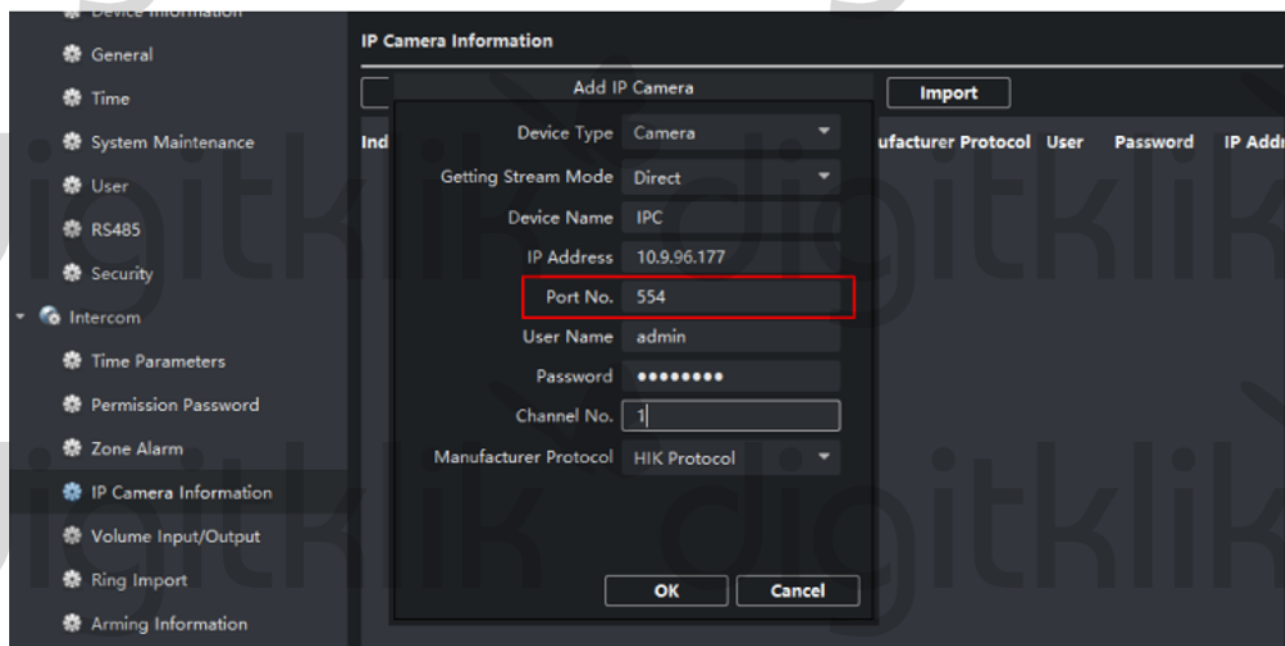 Device Information
General
Time
System Maintenance
User
RS485
Security
Intercom
Time Parameters
Permission Password
Zone Alarm
IP Camera Information
Volume Input/Output
Ring Import
Arming Information
IP Camera Information
Import
Ind
ufacturer Protocol User Password IP Addr
Add IP Camera
Device Type Camera
Getting Stream Mode Direct
Device Name IPC
IP Address 10.9.96.177
Port No. 554
User Name admin
Password ●●●●●●●●
Channel No. 1
Manufacturer Protocol HIK Protocol
OK Cancel
digitklik digitklik
digitklik digitklik